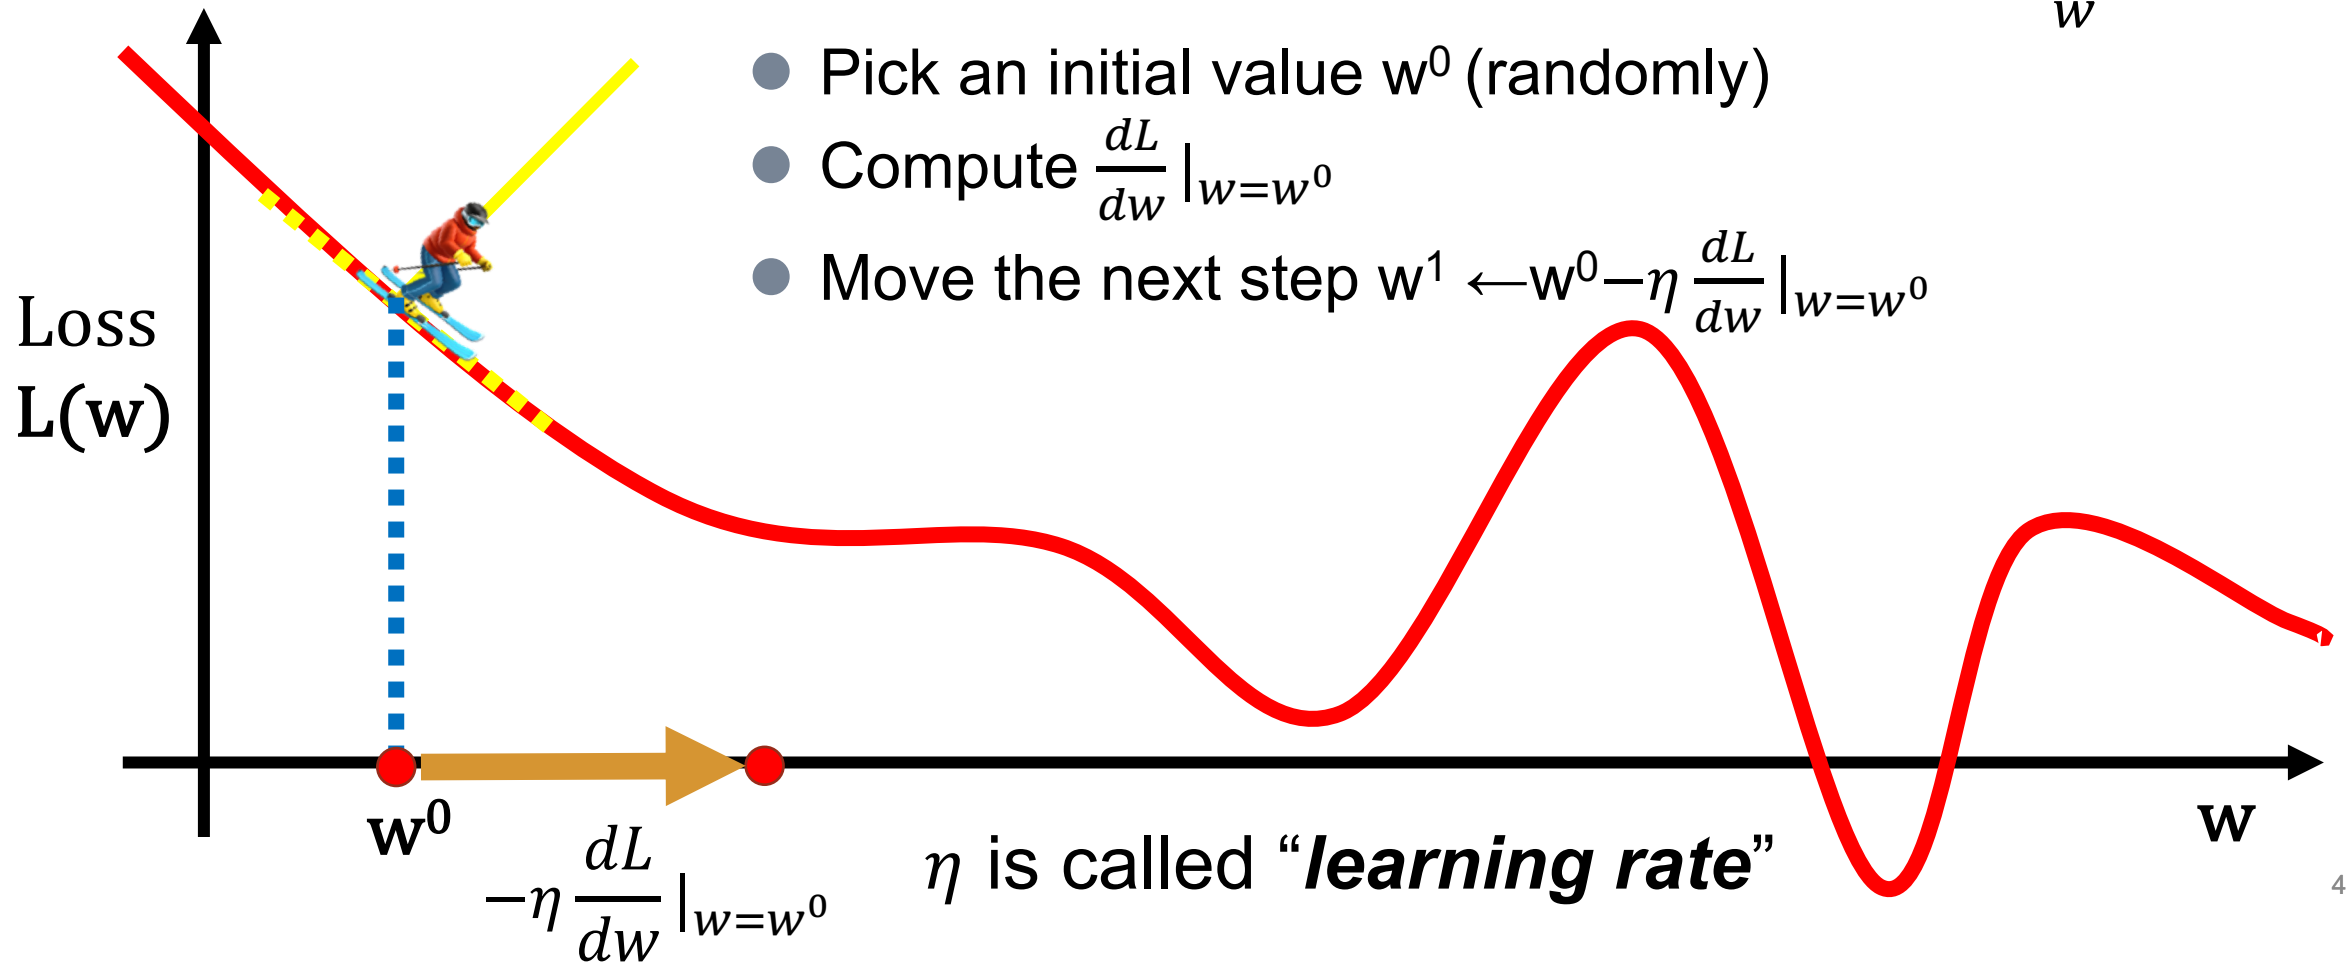 w
Pick an initial value w⁰ (randomly)
Compute dL/dw |w=w⁰
Move the next step w¹ ←w⁰−η dL/dw |w=w⁰
Loss
L(w)
w⁰
w
−η dL/dw |w=w⁰
η is called “learning rate”
4